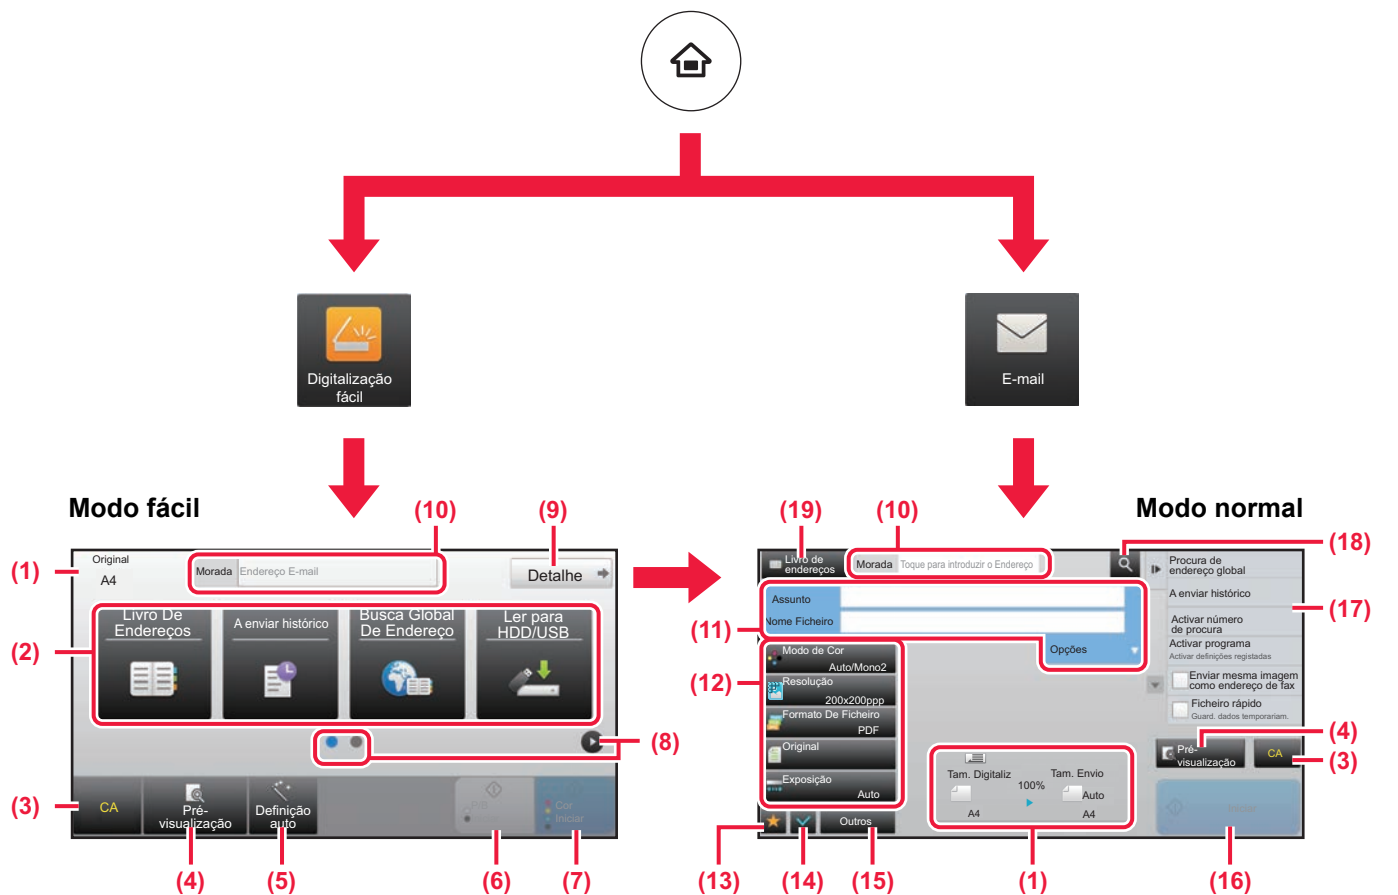 Digitalização
fácil
E-mail
Modo fácil
Modo normal
(10)
(9)
(19)
(10)
(18)
(1)
Original
A4
Morada
Endereço E-mail
Detalhe
Livro de
endereços
Morada
Toque para introduzir o Endereço
Procura de
endereço global
A enviar histórico
(17)
Activar número
de procura
Activar programa
Activar definições registadas
Enviar mesma imagem
como endereço de fax
Ficheiro rápido
Guard. dados temporariam.
(2)
Livro De
Endereços
A enviar histórico
Busca Global
De Endereço
Ler para
HDD/USB
(11)
Assunto
Nome Ficheiro
Opções
(12)
Modo de Cor
Auto/Mono2
Resolução
200x200ppp
Formato De Ficheiro
PDF
Original
Exposição
Auto
(8)
(4)
Pré-
visualização
CA
(3)
Tam. Digitaliz
100%
Tam. Envio
Auto
A4
A4
(3)
CA
Pré-
visualização
Definição
auto
P/B
Iniciar
Cor
Iniciar
Outros
Iniciar
(4)
(5)
(6)
(7)
(13)
(14)
(15)
(1)
(16)